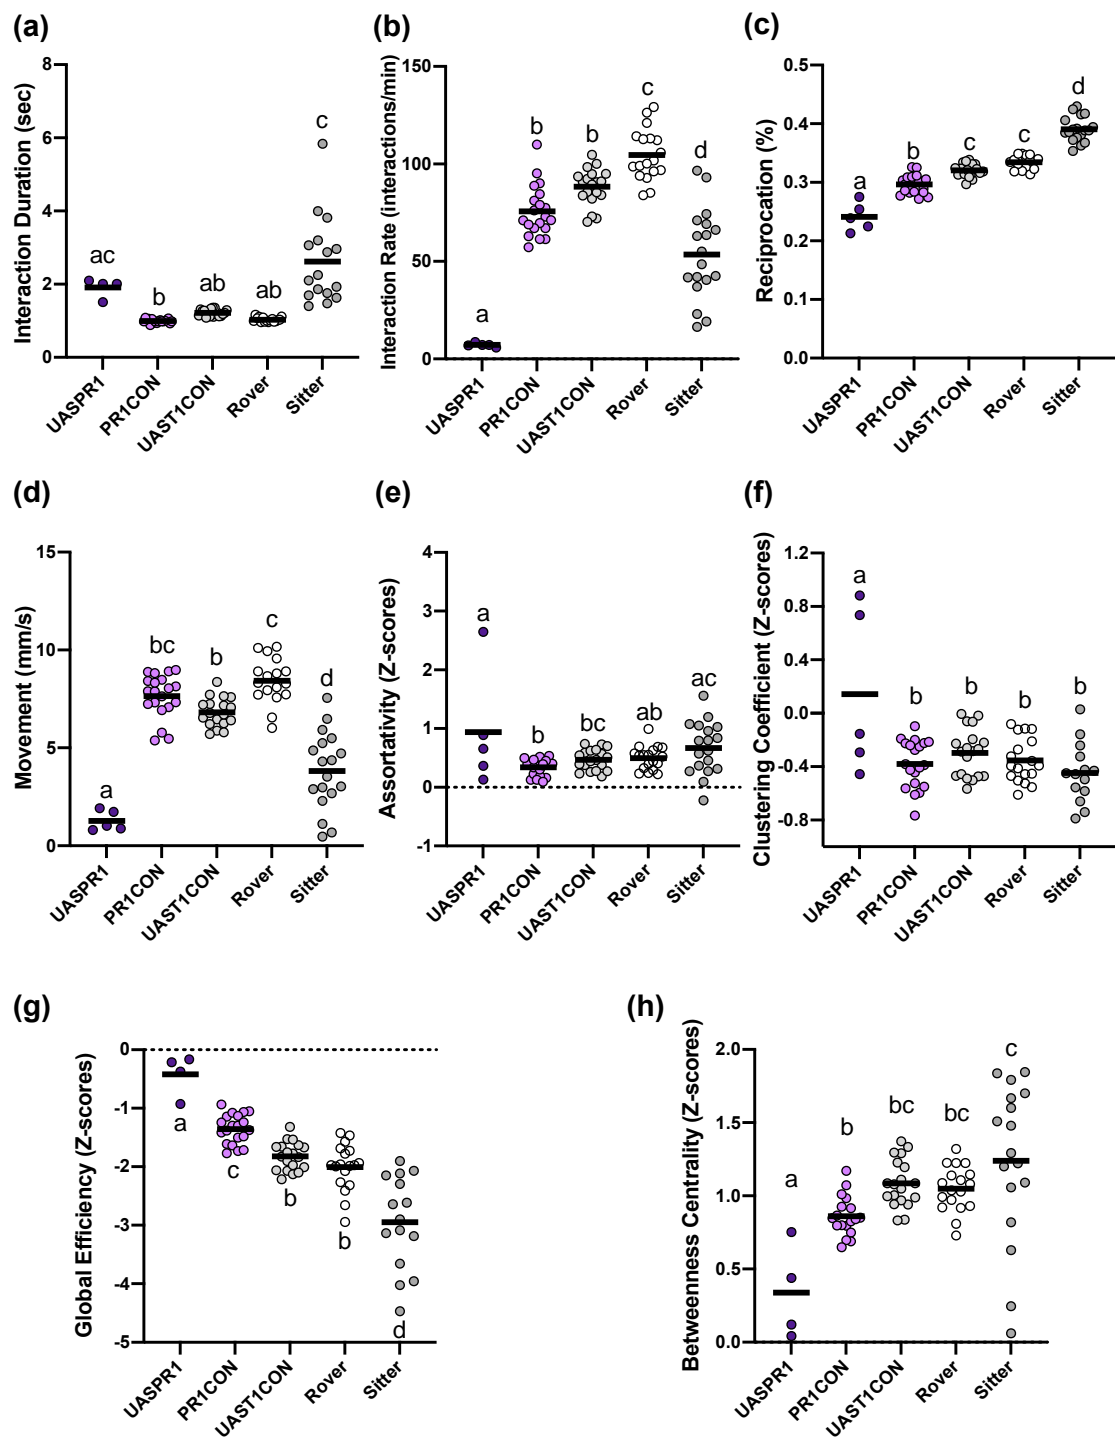 (a)
Interaction Duration (sec)
8
6
4
2
0
ac
b
ab
ab
c
UASPR1
PR1CON
UAST1CON
Rover
Sitter
(b)
Interaction Rate (interactions/min)
150
100
50
0
a
b
b
c
d
UASPR1
PR1CON
UAST1CON
Rover
Sitter
(c)
Reciprocation (%)
0.5
0.4
0.3
0.2
0.1
0.0
a
b
c
c
d
UASPR1
PR1CON
UAST1CON
Rover
Sitter
(d)
Movement (mm/s)
15
10
5
0
a
bc
b
c
d
UASPR1
PR1CON
UAST1CON
Rover
Sitter
(e)
Assortativity (Z-scores)
4
3
2
1
0
-1
a
b
bc
ab
ac
UASPR1
PR1CON
UAST1CON
Rover
Sitter
(f)
Clustering Coefficient (Z-scores)
1.2
0.8
0.4
0.0
-0.4
-0.8
a
b
b
b
b
UASPR1
PR1CON
UAST1CON
Rover
Sitter
(g)
Global Efficiency (Z-scores)
0
-1
-2
-3
-4
-5
a
c
b
b
d
UASPR1
PR1CON
UAST1CON
Rover
Sitter
(h)
Betweenness Centrality (Z-scores)
2.0
1.5
1.0
0.5
0.0
a
b
bc
bc
c
UASPR1
PR1CON
UAST1CON
Rover
Sitter